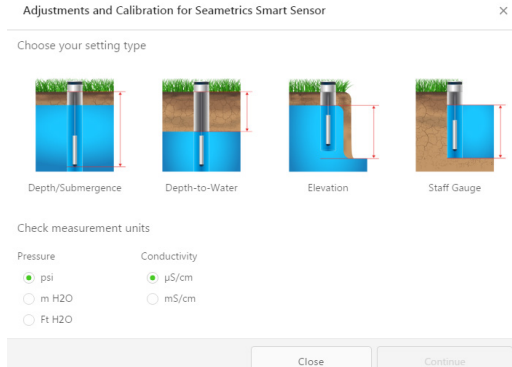 Adjustments and Calibration for Seametrics Smart Sensor
Choose your setting type
Depth/Submergence
Depth-to-Water
Elevation
Staff Gauge
Check measurement units
Pressure
Conductivity
psi
µS/cm
m H2O
mS/cm
Ft H2O
Close
Continue